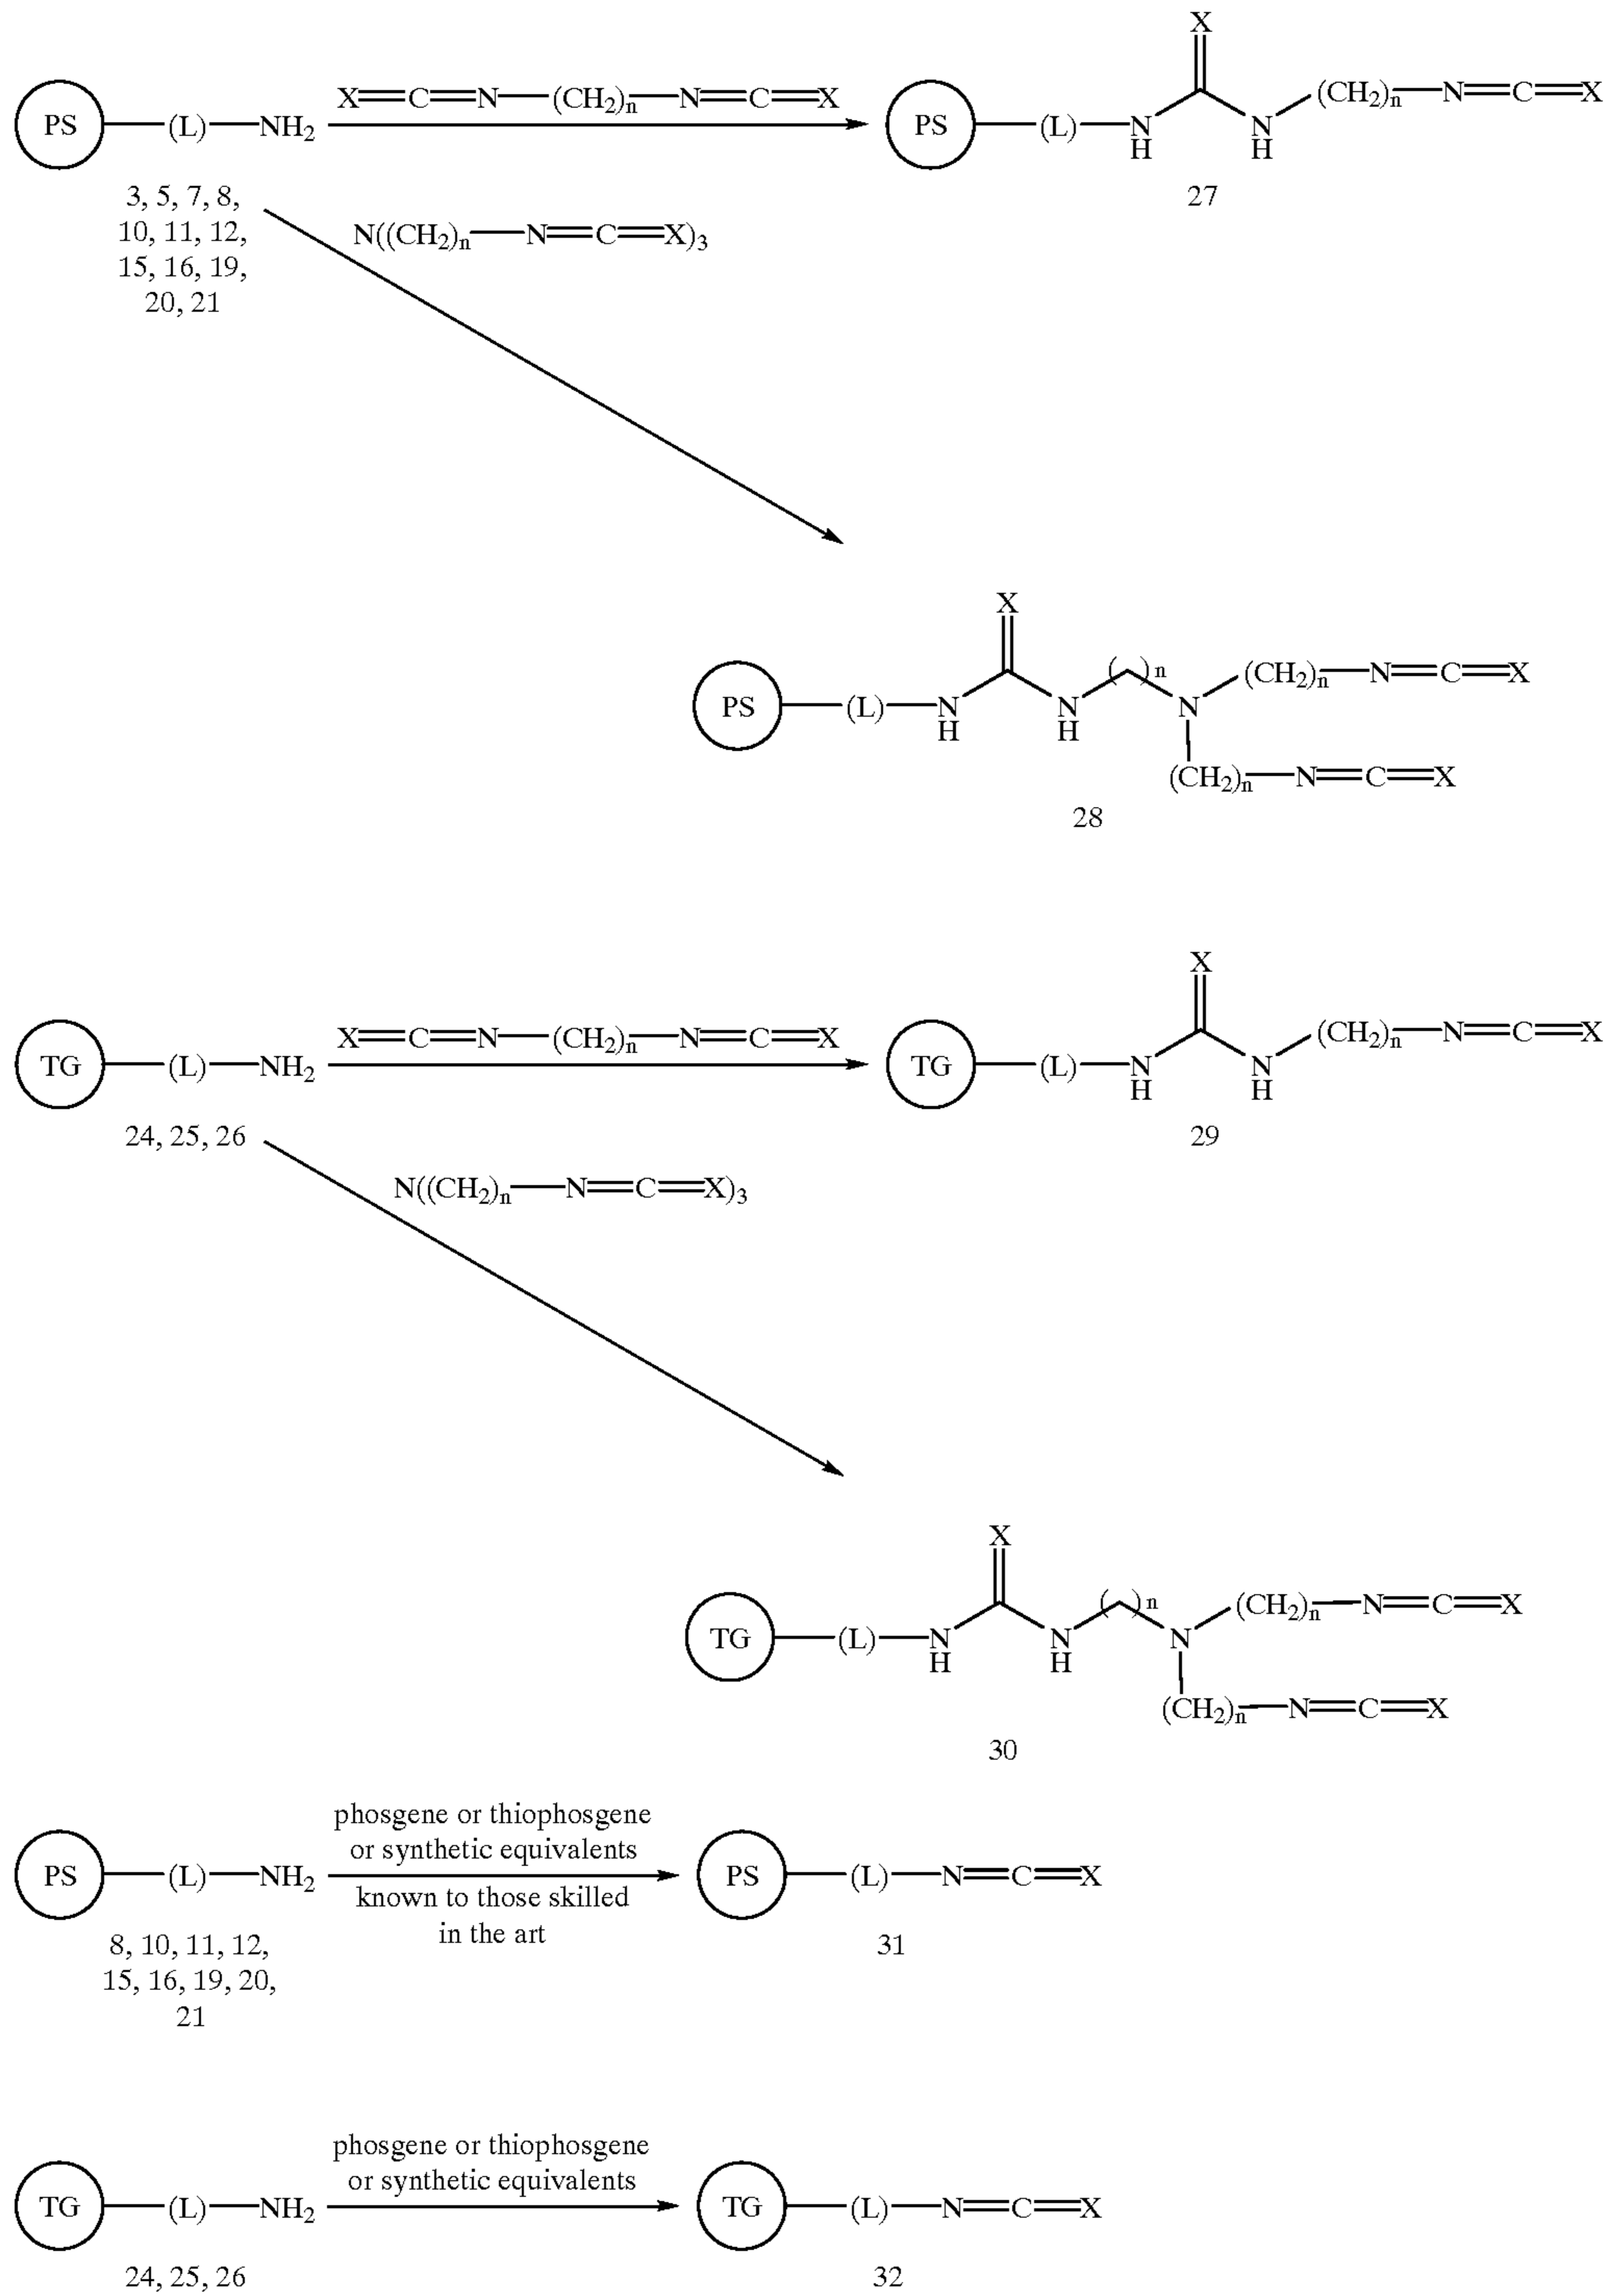 X
X=C=N—(CH2)n—N=C=X
PS—(L)—NH2
PS—(L)—N H N H (CH2)n—N=C=X
3, 5, 7, 8,
10, 11, 12,
15, 16, 19,
20, 21
27
N((CH2)n—N=C=X)3
X
PS—(L)—N H N H ( )n N (CH2)n—N=C=X
(CH2)n—N=C=X
28
X
X=C=N—(CH2)n—N=C=X
TG—(L)—NH2
TG—(L)—N H N H (CH2)n—N=C=X
24, 25, 26
29
N((CH2)n—N=C=X)3
X
TG—(L)—N H N H ( )n N (CH2)n—N=C=X
(CH2)n—N=C=X
30
phosgene or thiophosgene
or synthetic equivalents
PS—(L)—NH2
PS—(L)—N=C=X
known to those skilled
in the art
8, 10, 11, 12,
15, 16, 19, 20,
21
31
phosgene or thiophosgene
or synthetic equivalents
TG—(L)—NH2
TG—(L)—N=C=X
24, 25, 26
32